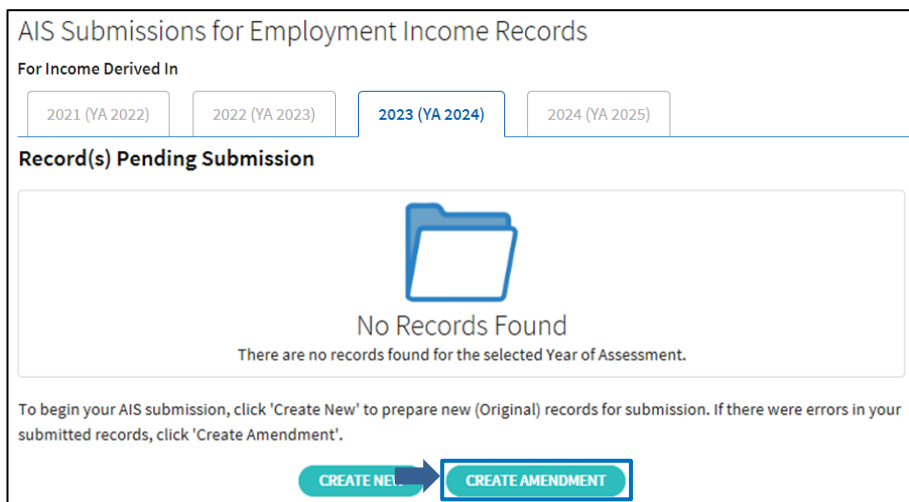 AIS Submissions for Employment Income Records
For Income Derived In
2021 (YA 2022) 2022 (YA 2023) 2023 (YA 2024) 2024 (YA 2025)
Record(s) Pending Submission
No Records Found
There are no records found for the selected Year of Assessment.
To begin your AIS submission, click 'Create New' to prepare new (Original) records for submission. If there were errors in your
submitted records, click 'Create Amendment'.
CREATE NEW CREATE AMENDMENT